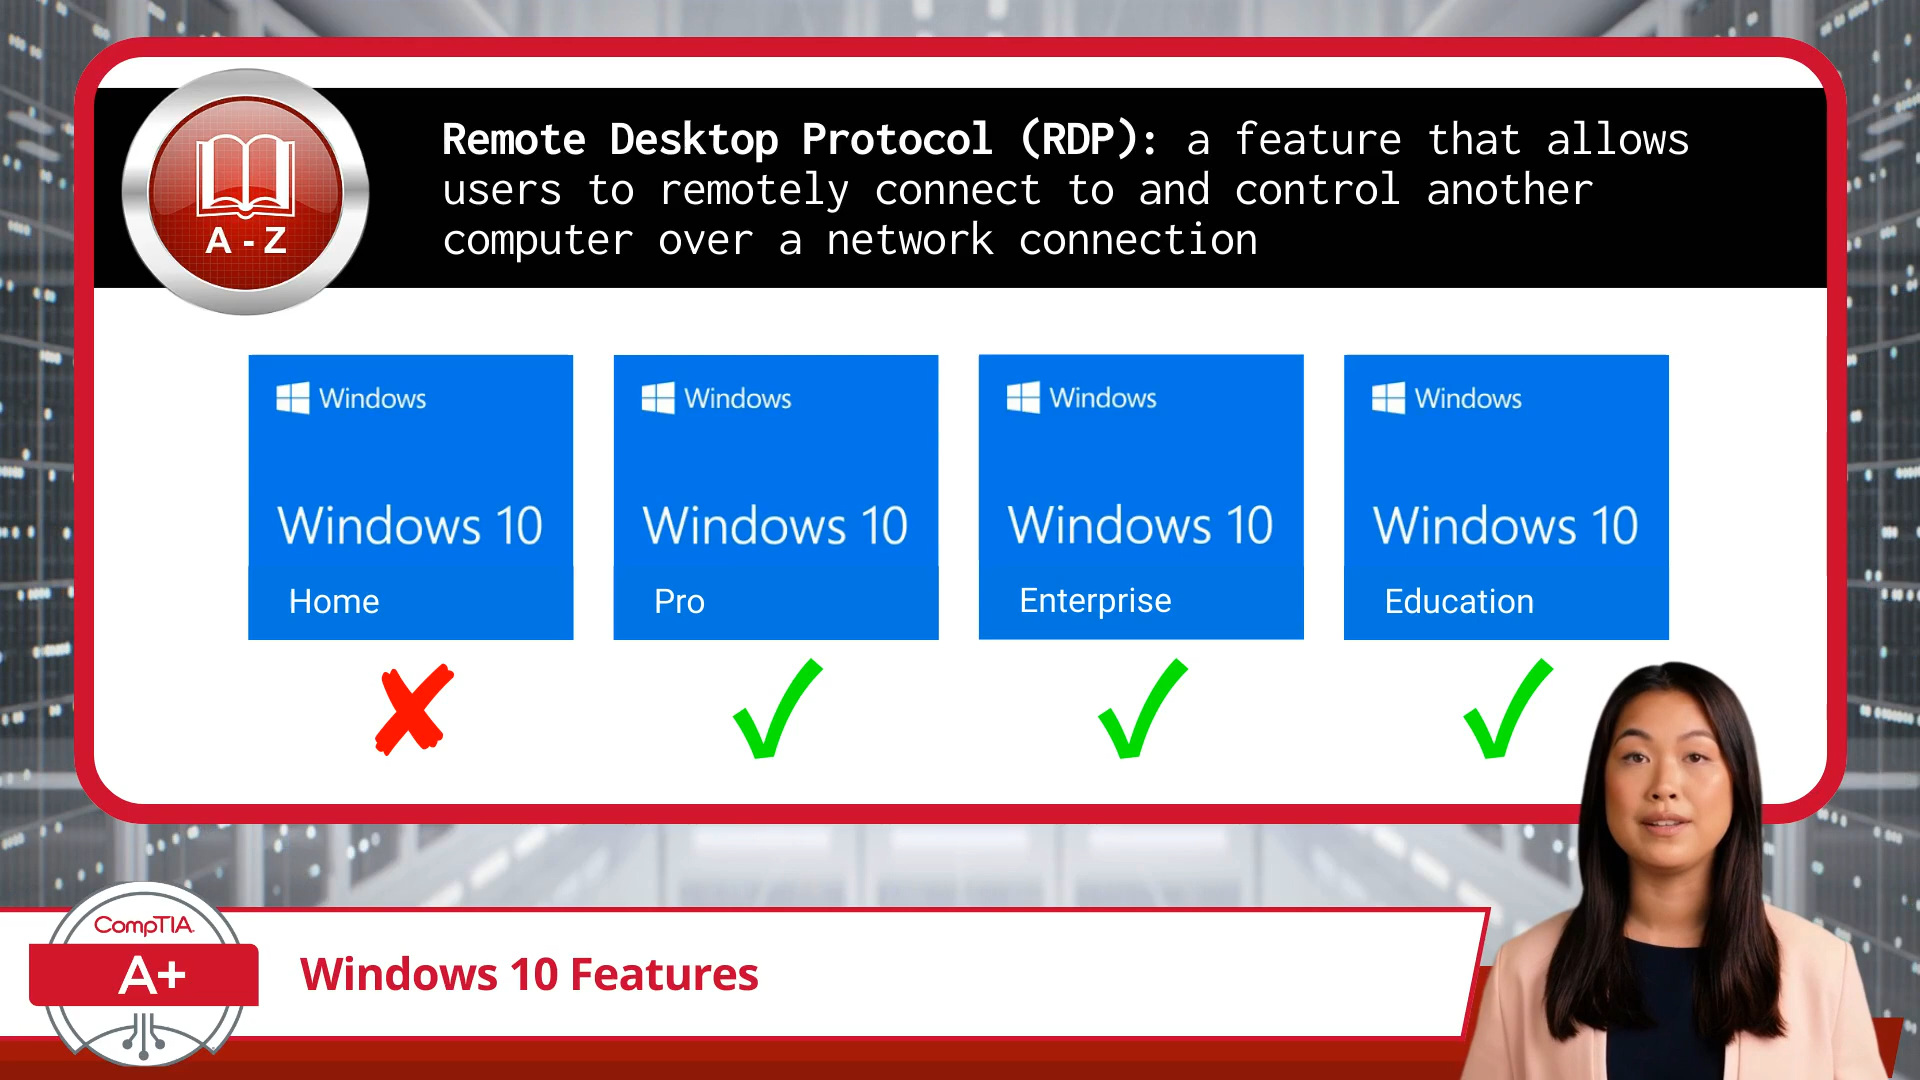 Remote Desktop Protocol (RDP): a feature that allows
users to remotely connect to and control another
computer over a network connection
A - Z
Windows
Windows 10
Home
Windows
Windows 10
Pro
Windows
Windows 10
Enterprise
Windows
Windows 10
Education
CompTIA.
A+
Windows 10 Features